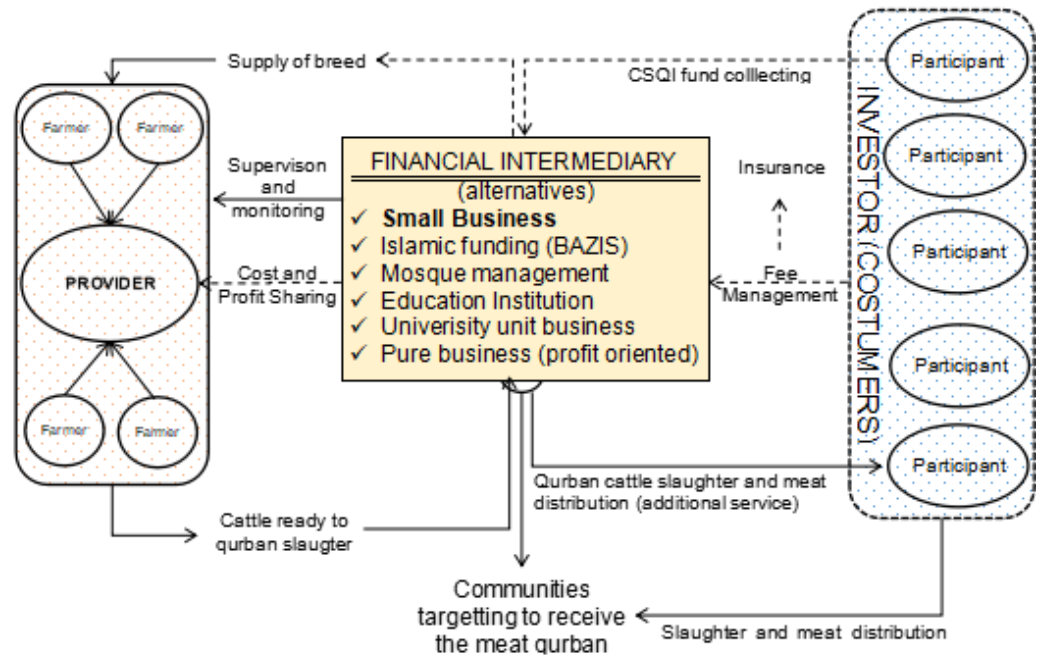 Supply of breed
CSQI fund colllecting
Participant
Farmer
Farmer
Participant
Supervison
and
monitoring
FINANCIAL INTERMEDIARY
(alternatives)
✓ Small Business
✓ Islamic funding (BAZIS)
✓ Mosque management
✓ Education Institution
✓ Univerisity unit business
✓ Pure business (profit oriented)
Insurance
INVESTOR (COSTUMERS)
PROVIDER
Cost and
Profit Sharing
Fee
Management
Participant
Participant
Farmer
Farmer
Participant
Qurban cattle slaughter and meat
distribution (additional service)
Cattle ready to
qurban slaugter
Communities
targetting to receive
the meat qurban
Slaughter and meat distribution